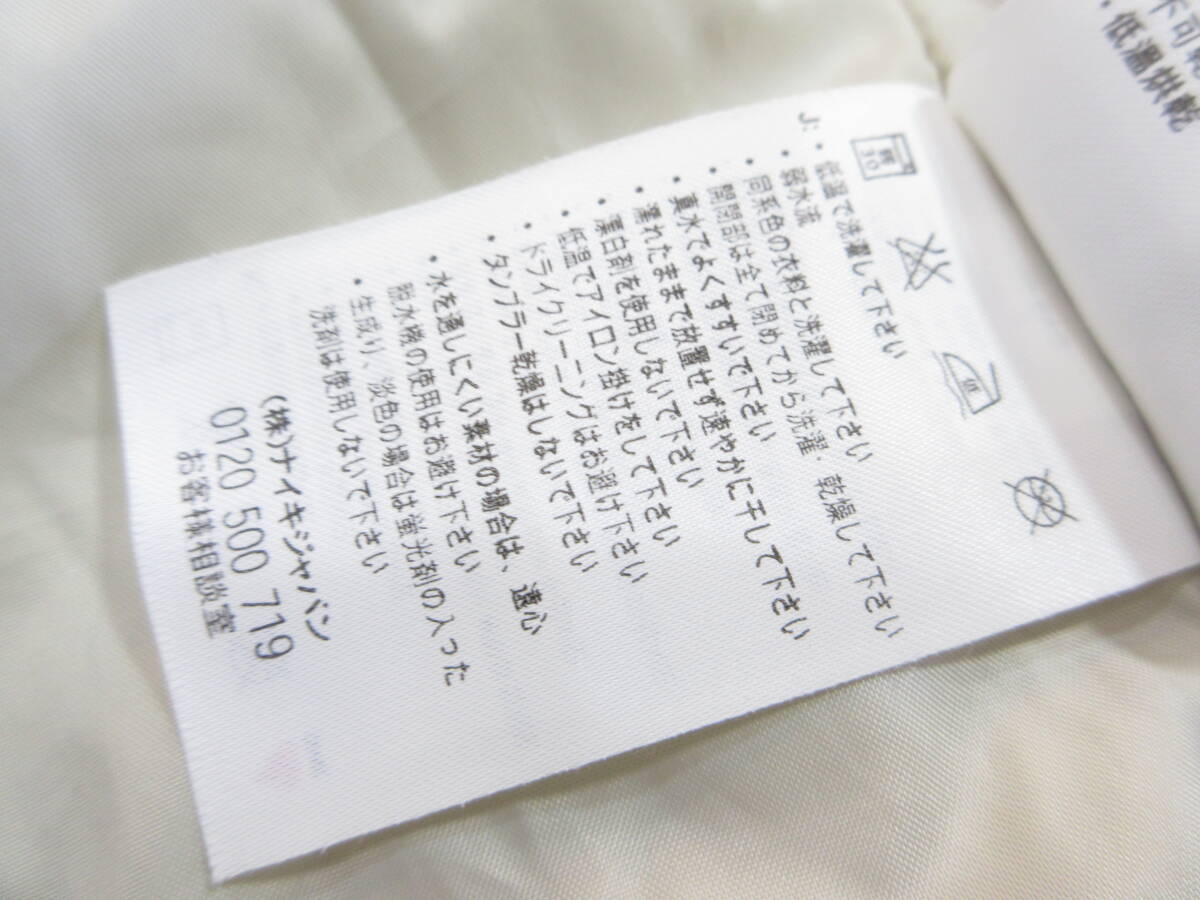 不可乾
・低溫烘乾
弱
30
低
J:
・低温で洗濯して下さい
・弱水流
・同系色の衣料と洗濯して下さい
・開閉部は全て閉めてから洗濯、乾燥して下さい
・真水でよくすすいで下さい
・濡れたままで放置せず速やかに干して下さい
・漂白剤を使用しないで下さい
・低温でアイロン掛けをして下さい
・ドライクリーニングはお避け下さい
・タンブラー乾燥はしないで下さい
・水を通しにくい素材の場合は、遠心
脱水機の使用はお避け下さい
・生成り、淡色の場合は蛍光剤の入った
洗剤は使用しないで下さい
(株)ナイキジャパン
0120 500 719
お客様相談室